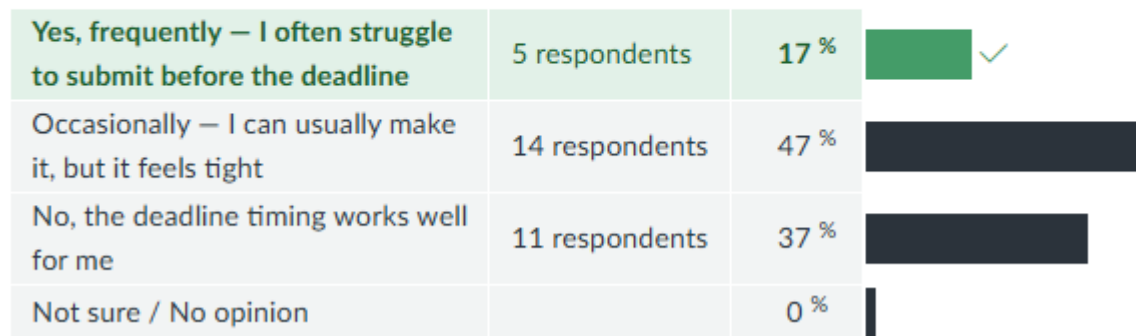 Yes, frequently — I often struggle
to submit before the deadline
5 respondents
17 %
Occasionally — I can usually make
it, but it feels tight
14 respondents
47 %
No, the deadline timing works well
for me
11 respondents
37 %
Not sure / No opinion
0 %